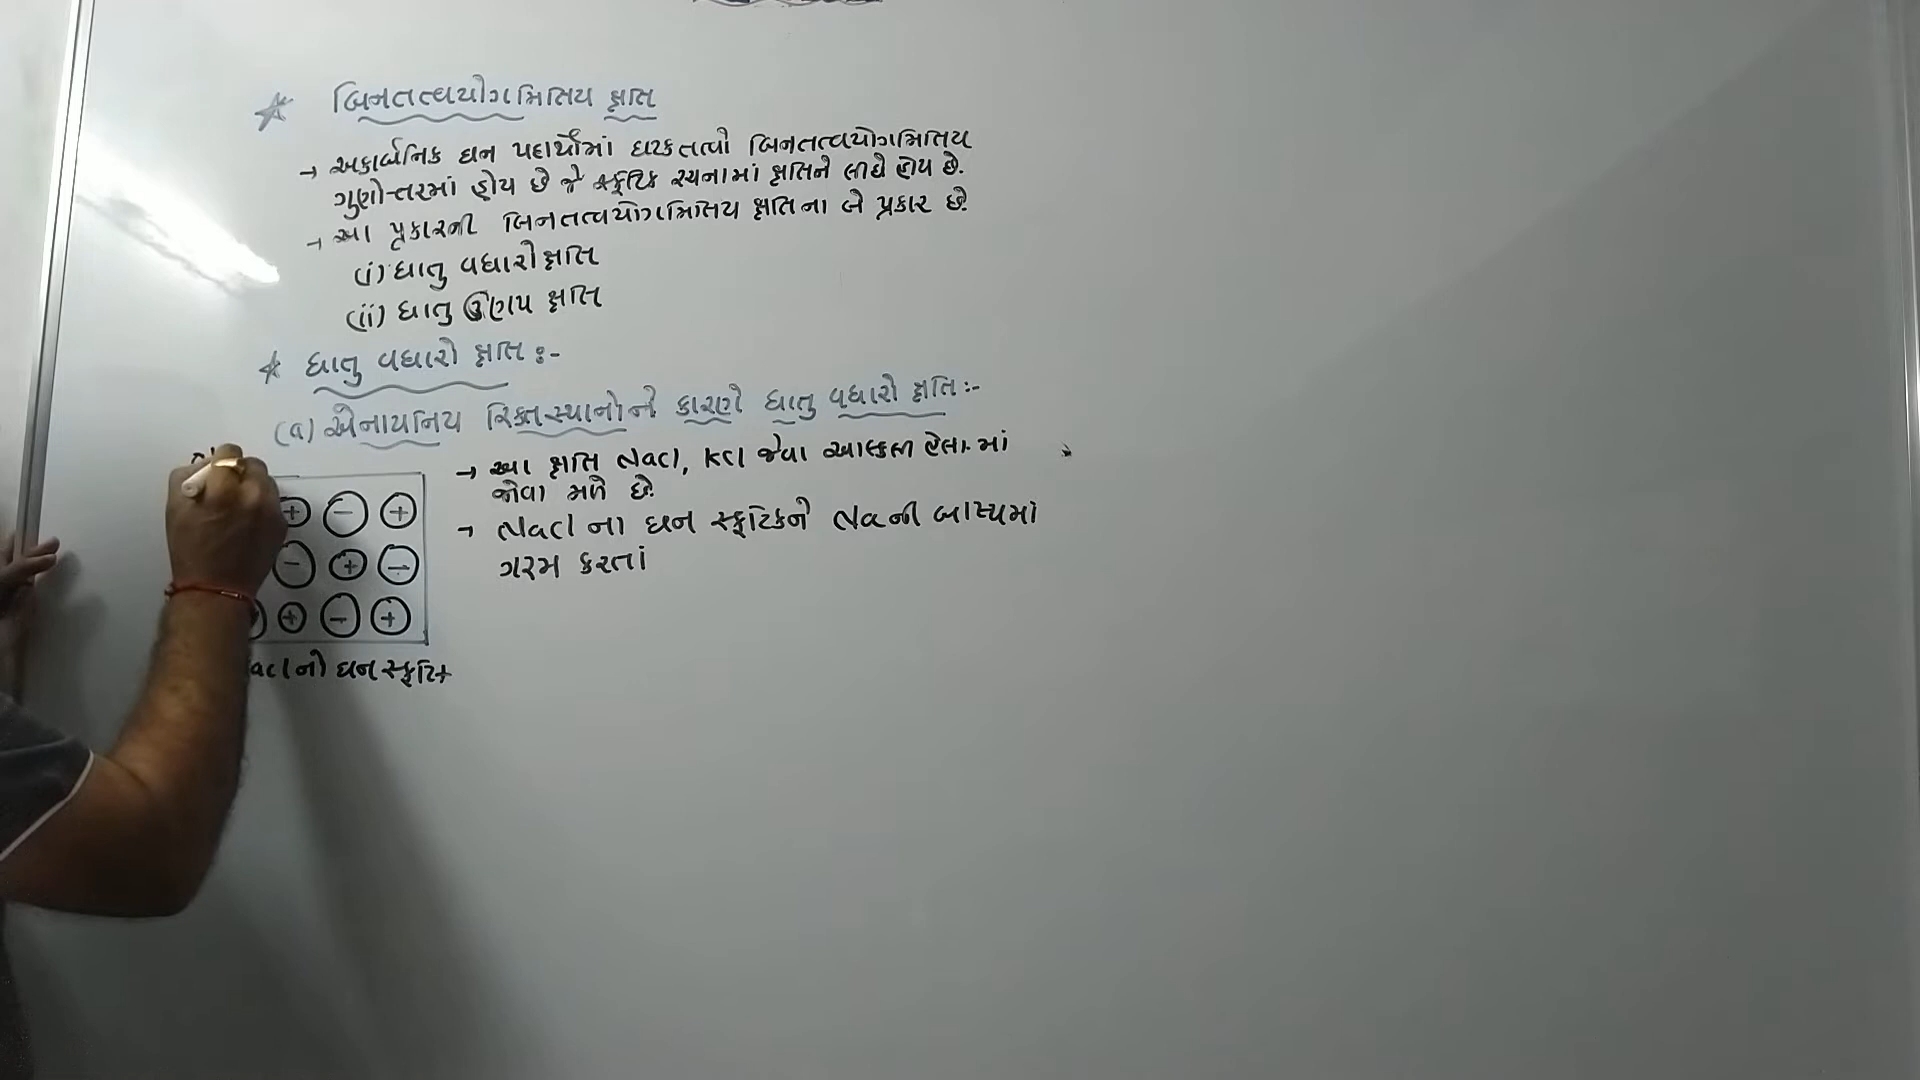 બિનતત્વયોગમિતિય ક્ષતિ
→ અકાર્બનિક ઘન પદાર્થોમાં ઘટકતત્વો બિનતત્વયોગમિતિય
ગુણોત્તરમાં હોય છે જે સ્ફટિક રચનામાં ક્ષતિને લીધે હોય છે.
→ આ પ્રકારની બિનતત્વયોગમિતિય ક્ષતિના બે પ્રકાર છે.
(i) ધાતુ વધારો ક્ષતિ
(ii) ધાતુ ઊણપ ક્ષતિ
* ધાતુ વધારો ક્ષતિ :-
(a) એનાયનિય રિક્તસ્થાનોને કારણે ધાતુ વધારો ક્ષતિ :-
→ આ ક્ષતિ NaCl, KCl જેવા આલ્કલી હેલા. માં
જોવા મળે છે.
→ NaCl ના ઘન સ્ફટિકને Na ની બાષ્પમાં
ગરમ કરતાં
+ - +
- + -
+ - +
aCl નો ઘન સ્ફટિક